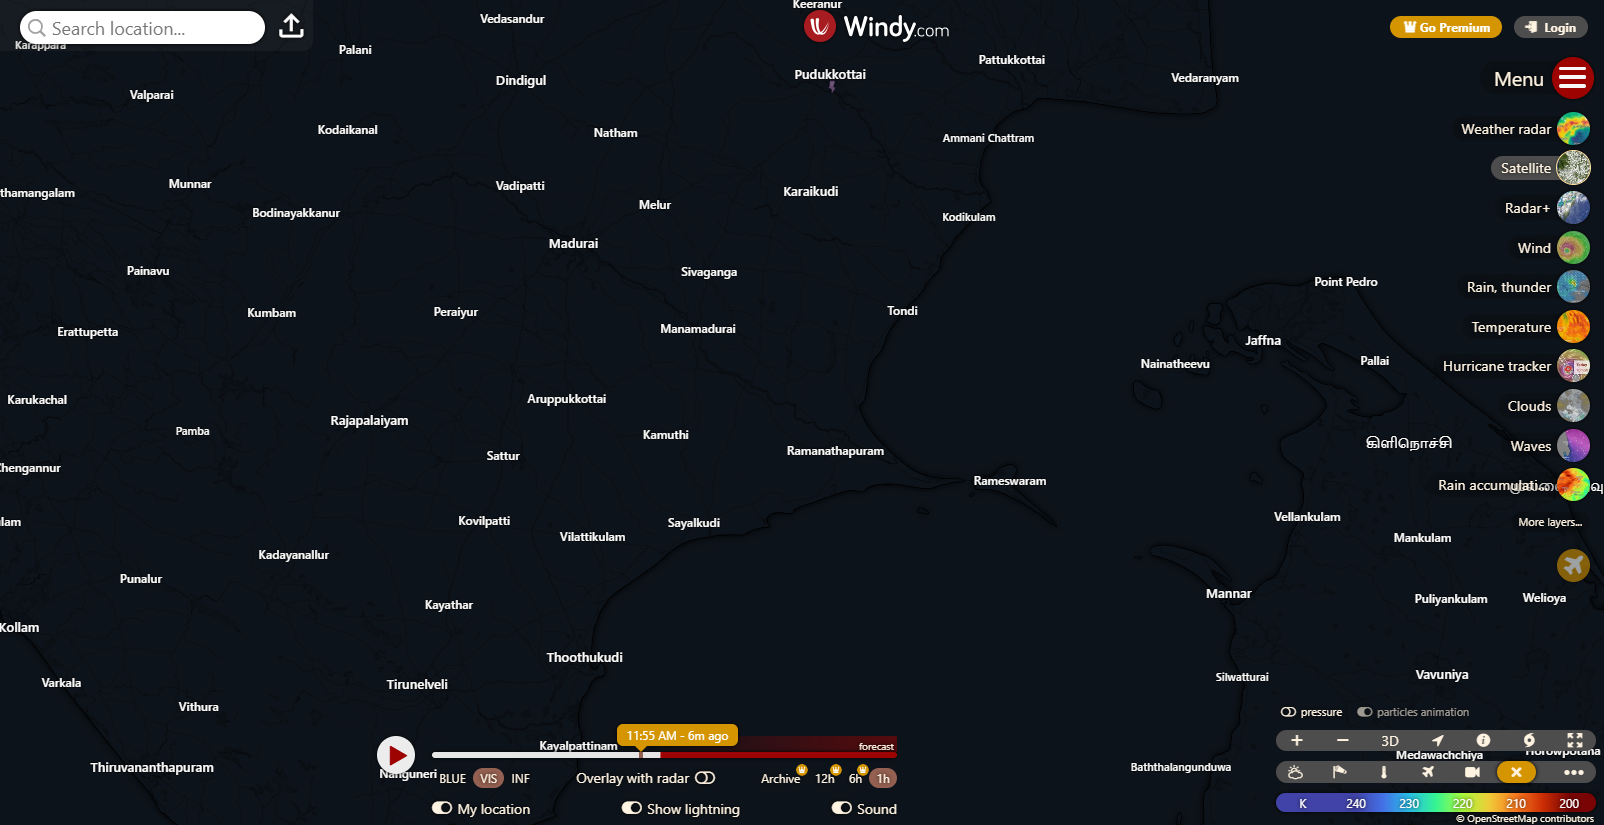 Keeranur
Vedasandur
Search location...
Windy.com
Go Premium
Login
Karappara
Palani
Pattukkottai
Pudukkottai
Vedaranyam
Menu
Dindigul
Valparai
Kodaikanal
Natham
Ammani Chattram
Weather radar
Satellite
Munnar
Vadipatti
thamangalam
Karaikudi
Melur
Bodinayakkanur
Kodikulam
Radar+
Madurai
Wind
Painavu
Sivaganga
Point Pedro
Rain, thunder
Kumbam
Peraiyur
Tondi
Erattupetta
Manamadurai
Temperature
Jaffna
Nainatheevu
Pallai
Hurricane tracker
Karukachal
Aruppukkottai
Clouds
Rajapalaiyam
Pamba
Kamuthi
கிளிநொச்சி
Waves
Sattur
Ramanathapuram
Chengannur
Rameswaram
Rain accumulati
lam
Kovilpatti
Sayalkudi
Vellankulam
More layers...
Vilattikulam
Mankulam
Kadayanallur
Punalur
Kayathar
Mannar
Puliyankulam
Welioya
Kollam
Thoothukudi
Varkala
Tirunelveli
Silwatturai
Vavuniya
Vithura
pressure
particles animation
11:55 AM - 6m ago
Kayalpattinam
forecast
3D
Medawachchiya
Horowpotana
Thiruvananthapuram
Nanguneri
Baththalangunduwa
BLUE
VIS
INF
Overlay with radar
Archive
12h
6h
1h
My location
Show lightning
Sound
K 240 230 220 210 200
© OpenStreetMap contributors